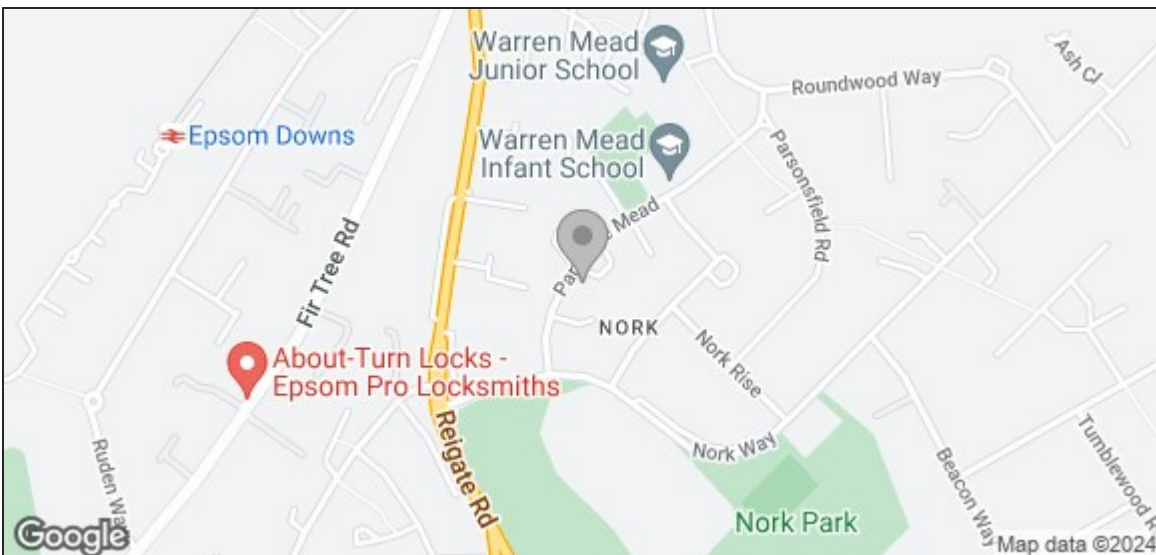 Warren Mead
Junior School
Ash Cl
Roundwood Way
Epsom Downs
Warren Mead
Infant School
Parsonsfield Rd
Mead
Fir Tree Rd
NORK
About-Turn Locks -
Epsom Pro Locksmiths
Nork Rise
Reigate Rd
Nork Way
Ruden Way
Beacon Way
Tumblewood R
Nork Park
Google
Map data ©2024